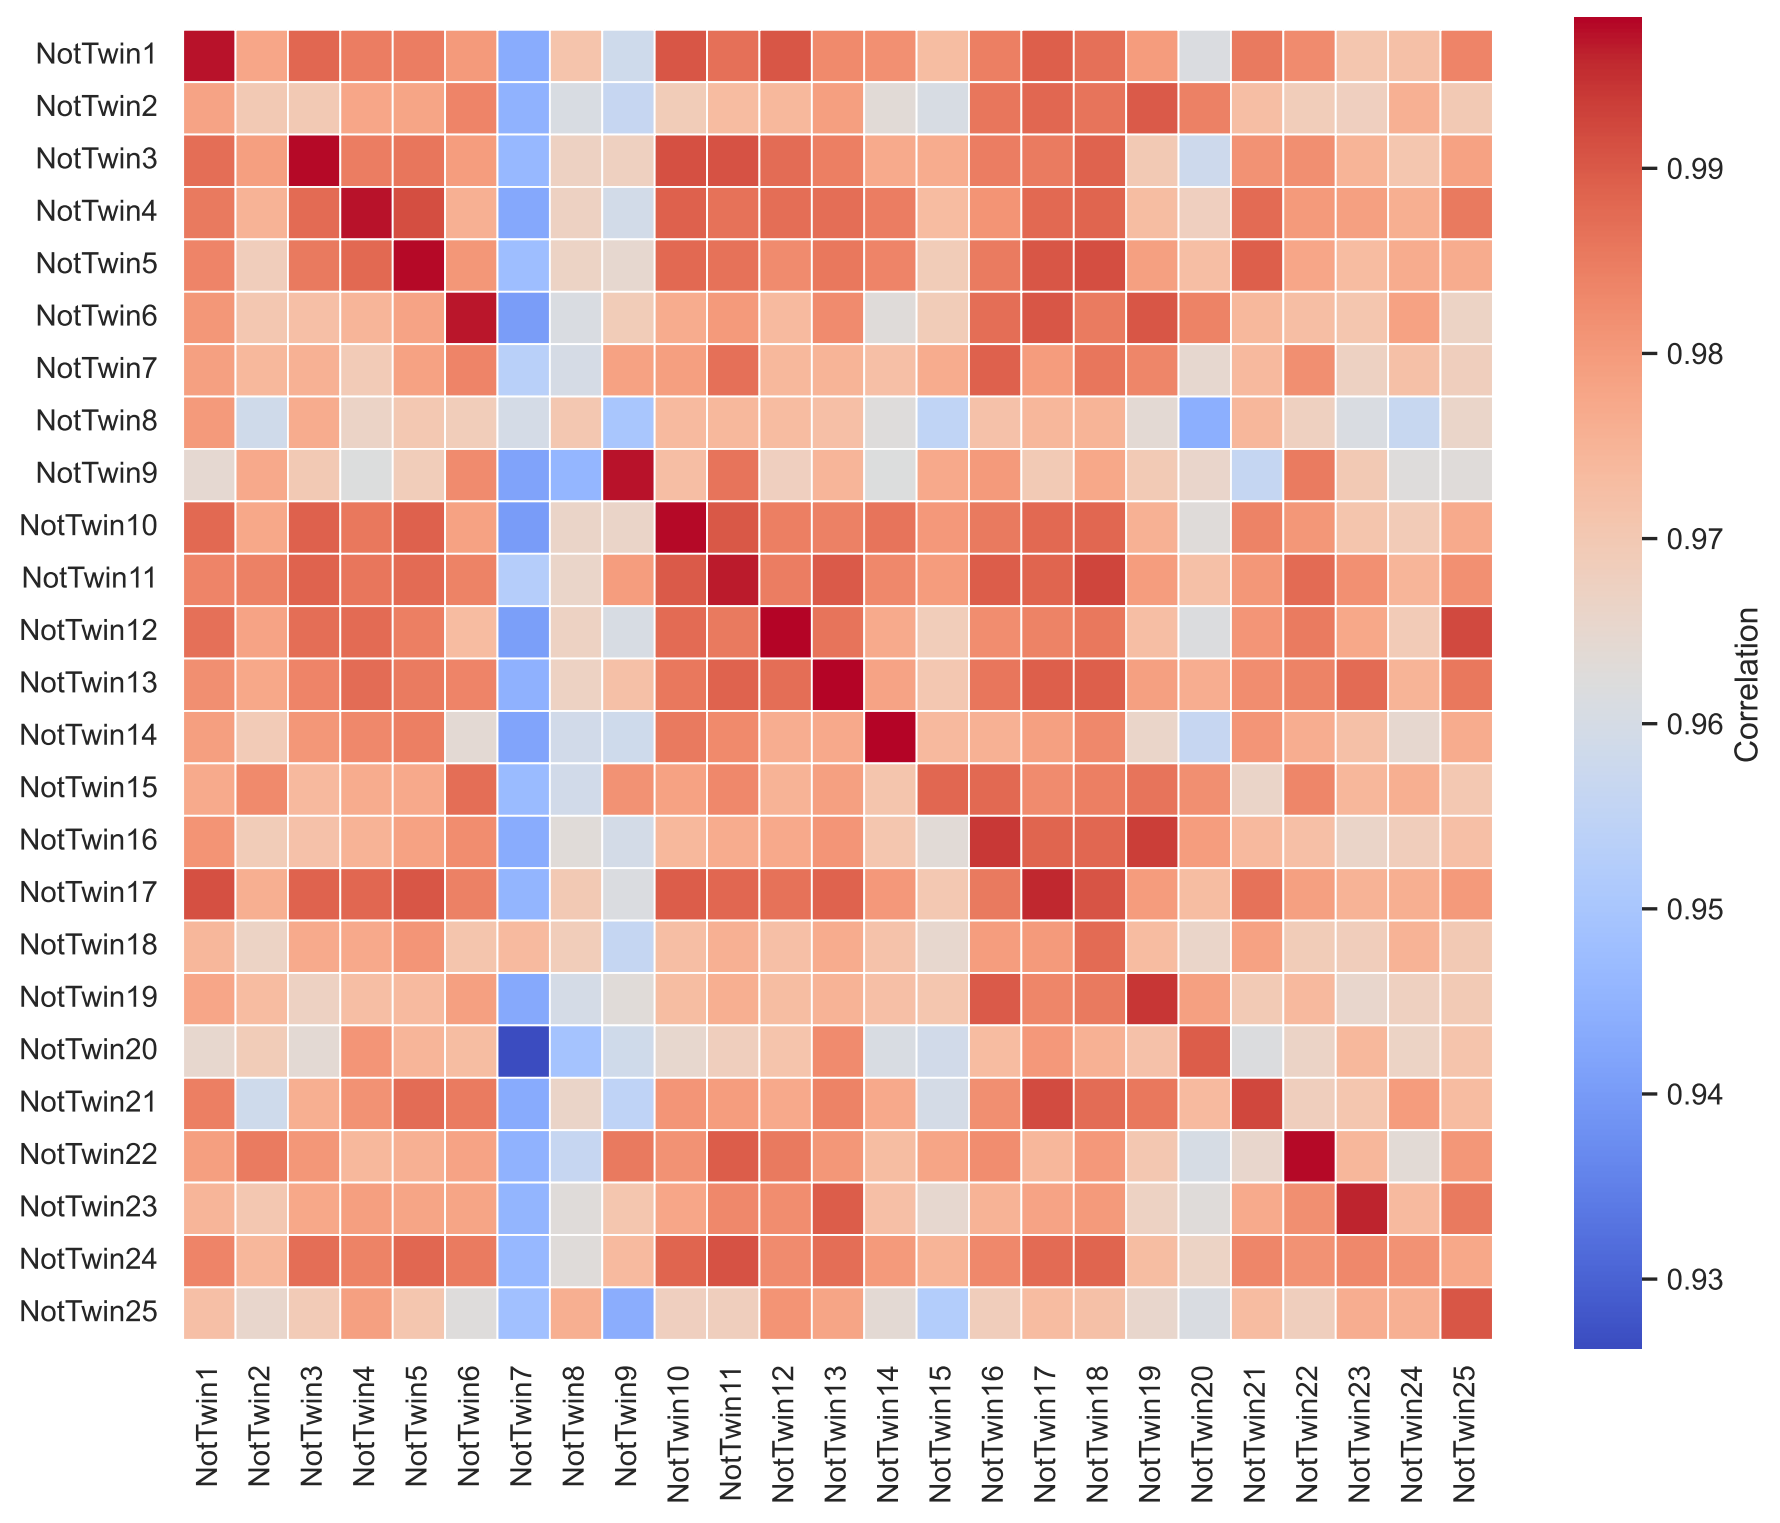 NotTwin1
NotTwin2
NotTwin3
NotTwin4
NotTwin5
NotTwin6
NotTwin7
NotTwin8
NotTwin9
NotTwin10
NotTwin11
NotTwin12
NotTwin13
NotTwin14
NotTwin15
NotTwin16
NotTwin17
NotTwin18
NotTwin19
NotTwin20
NotTwin21
NotTwin22
NotTwin23
NotTwin24
NotTwin25
NotTwin1
NotTwin2
NotTwin3
NotTwin4
NotTwin5
NotTwin6
NotTwin7
NotTwin8
NotTwin9
NotTwin10
NotTwin11
NotTwin12
NotTwin13
NotTwin14
NotTwin15
NotTwin16
NotTwin17
NotTwin18
NotTwin19
NotTwin20
NotTwin21
NotTwin22
NotTwin23
NotTwin24
NotTwin25
0.99
0.98
0.97
0.96
0.95
0.94
0.93
Correlation